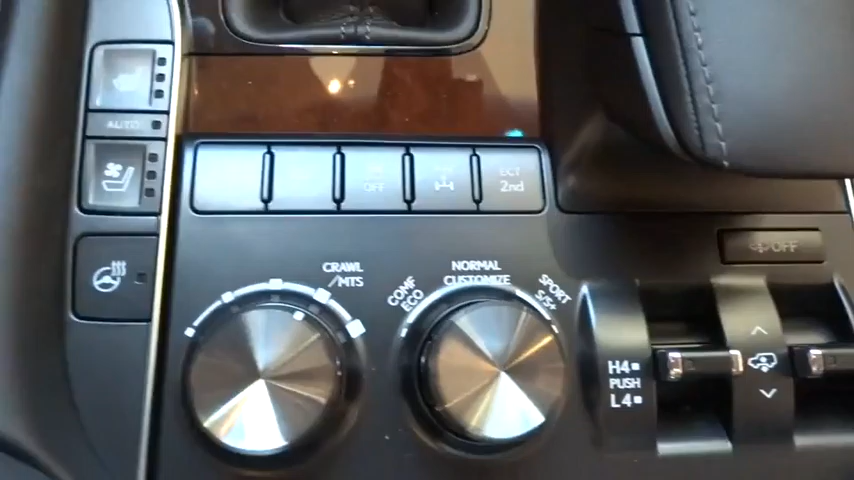 AUTO
OFF
ECT
2nd
OFF
CRAWL
/MTS
NORMAL
CUSTOMIZE
COMF
ECO
SPORT
S/S+
H4
PUSH
L4